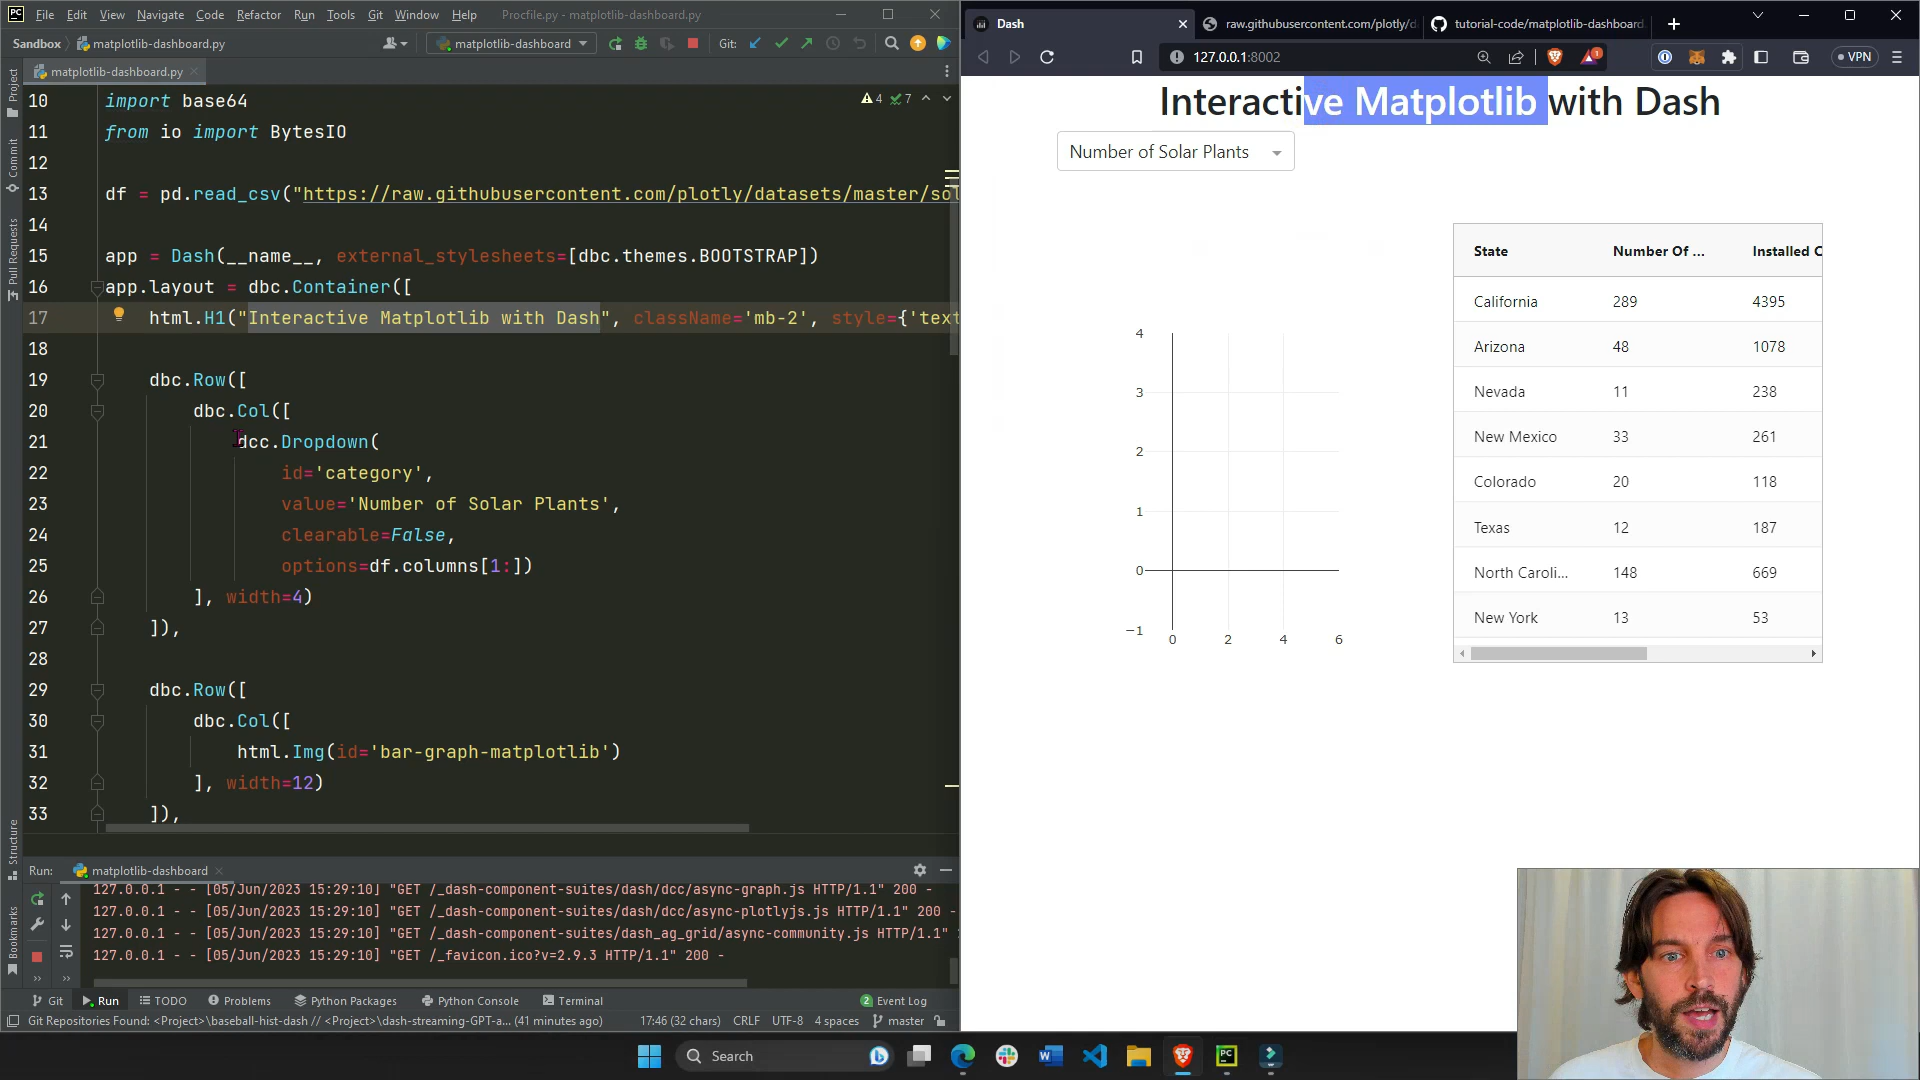 File Edit View Navigate Code Refactor Run Tools Git Window Help Procfile.py - matplotlib-dashboard.py
Sandbox matplotlib-dashboard.py
matplotlib-dashboard
Git:
matplotlib-dashboard.py
Project
Commit
Pull Requests
Structure
Bookmarks
4 7
10 import base64
11 from io import BytesIO
12
13 df = pd.read_csv("https://raw.githubusercontent.com/plotly/datasets/master/so
14
15 app = Dash(__name__, external_stylesheets=[dbc.themes.BOOTSTRAP])
16 app.layout = dbc.Container([
17 html.H1("Interactive Matplotlib with Dash", className='mb-2', style={'text
18
19 dbc.Row([
20 dbc.Col([
21 dcc.Dropdown(
22 id='category',
23 value='Number of Solar Plants',
24 clearable=False,
25 options=df.columns[1:])
26 ], width=4)
27 ]),
28
29 dbc.Row([
30 dbc.Col([
31 html.Img(id='bar-graph-matplotlib')
32 ], width=12)
33 ]),
Run: matplotlib-dashboard
127.0.0.1 - - [05/Jun/2023 15:29:10] "GET /_dash-component-suites/dash/dcc/async-graph.js HTTP/1.1" 200 -
127.0.0.1 - - [05/Jun/2023 15:29:10] "GET /_dash-component-suites/dash/dcc/async-plotlyjs.js HTTP/1.1" 200 -
127.0.0.1 - - [05/Jun/2023 15:29:10] "GET /_dash-component-suites/dash_ag_grid/async-community.js HTTP/1.1"
127.0.0.1 - - [05/Jun/2023 15:29:10] "GET /_favicon.ico?v=2.9.3 HTTP/1.1" 200 -
Git Run TODO Problems Python Packages Python Console Terminal 2 Event Log
Git Repositories Found: <Project>\baseball-hist-dash // <Project>\dash-streaming-GPT-a... (41 minutes ago) 17:46 (32 chars) CRLF UTF-8 4 spaces master
Dash
raw.githubusercontent.com/plotly/d
tutorial-code/matplotlib-dashboard.
127.0.0.1:8002
1
VPN
Interactive Matplotlib with Dash
Number of Solar Plants
4
3
2
1
0
−1
0 2 4 6
State Number Of ... Installed C
California 289 4395
Arizona 48 1078
Nevada 11 238
New Mexico 33 261
Colorado 20 118
Texas 12 187
North Caroli... 148 669
New York 13 53
Search